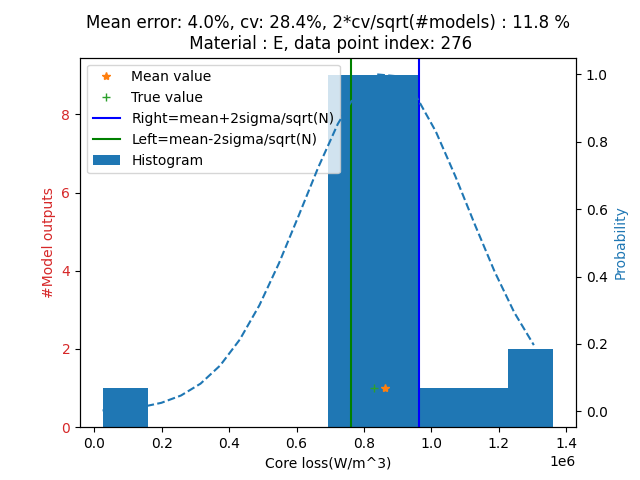 Mean error: 4.0%, cv: 28.4%, 2*cv/sqrt(#models) : 11.8 %
Material : E, data point index: 276
Mean value
True value
Right=mean+2sigma/sqrt(N)
Left=mean-2sigma/sqrt(N)
Histogram
#Model outputs
8
6
4
2
0
1.0
0.8
0.6
0.4
0.2
0.0
Probability
0.0 0.2 0.4 0.6 0.8 1.0 1.2 1.4
1e6
Core loss(W/m^3)